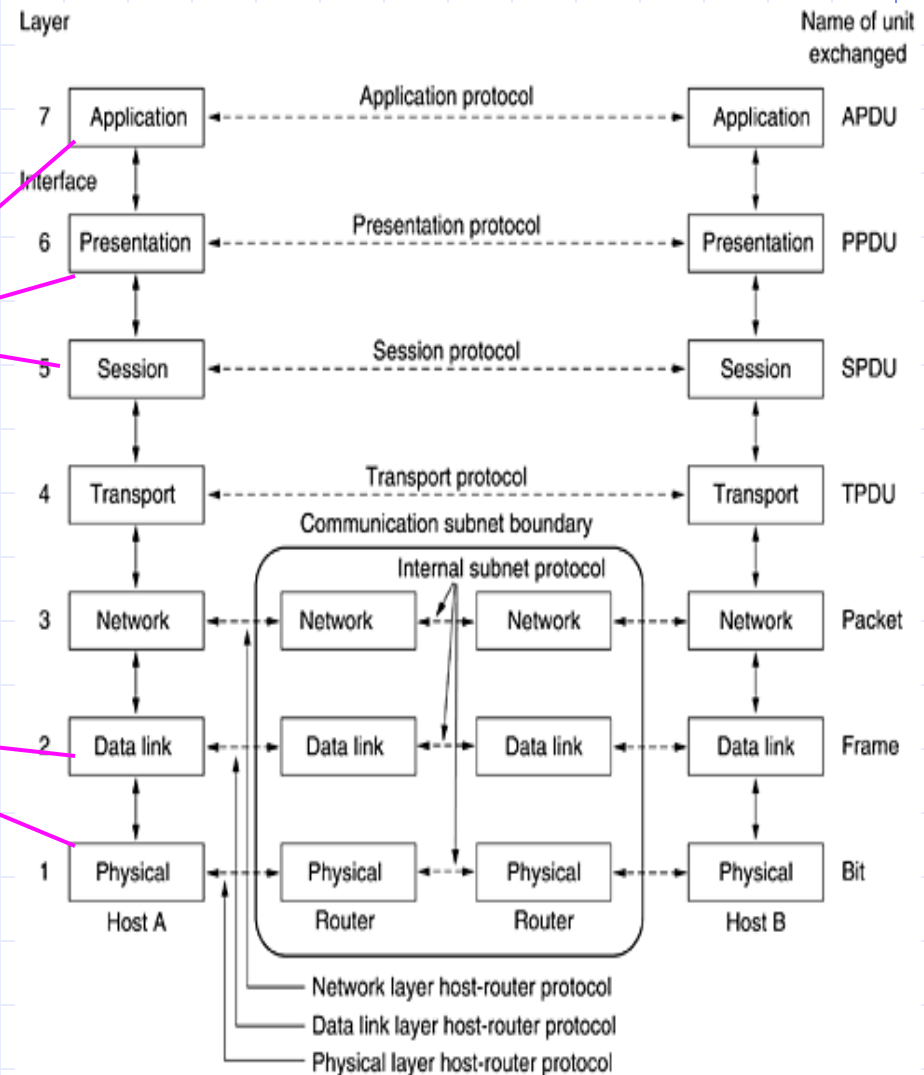 Layer
Name of unit
exchanged
7 Application Application protocol Application APDU
Interface
6 Presentation Presentation protocol Presentation PPDU
5 Session Session protocol Session SPDU
4 Transport Transport protocol Transport TPDU
Communication subnet boundary
Internal subnet protocol
3 Network Network Network Network Packet
2 Data link Data link Data link Data link Frame
1 Physical Physical Physical Physical Bit
Host A Router Router Host B
Network layer host-router protocol
Data link layer host-router protocol
Physical layer host-router protocol